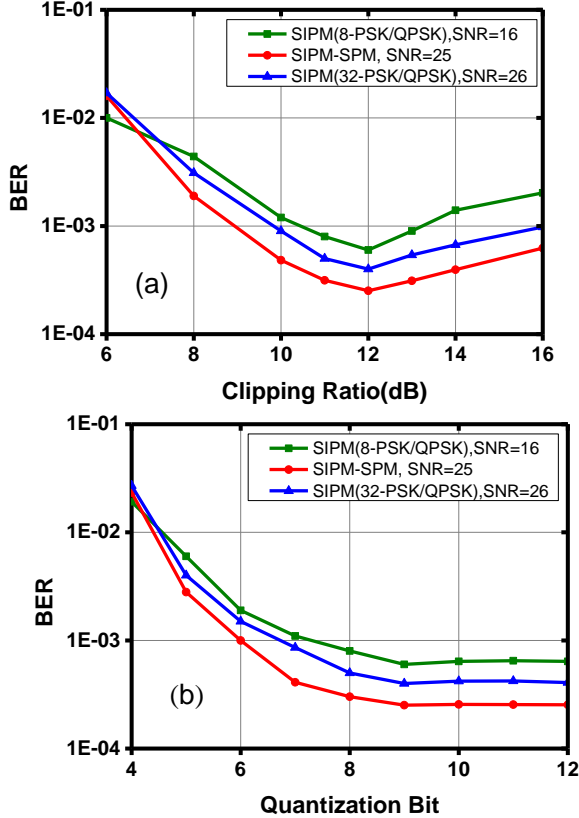 1E-01
SIPM(8-PSK/QPSK),SNR=16
SIPM-SPM, SNR=25
SIPM(32-PSK/QPSK),SNR=26
1E-02
BER
1E-03
(a)
1E-04
6 8 10 12 14 16
Clipping Ratio(dB)
1E-01
SIPM(8-PSK/QPSK),SNR=16
SIPM-SPM, SNR=25
SIPM(32-PSK/QPSK),SNR=26
1E-02
BER
1E-03
(b)
1E-04
4 6 8 10 12
Quantization Bit